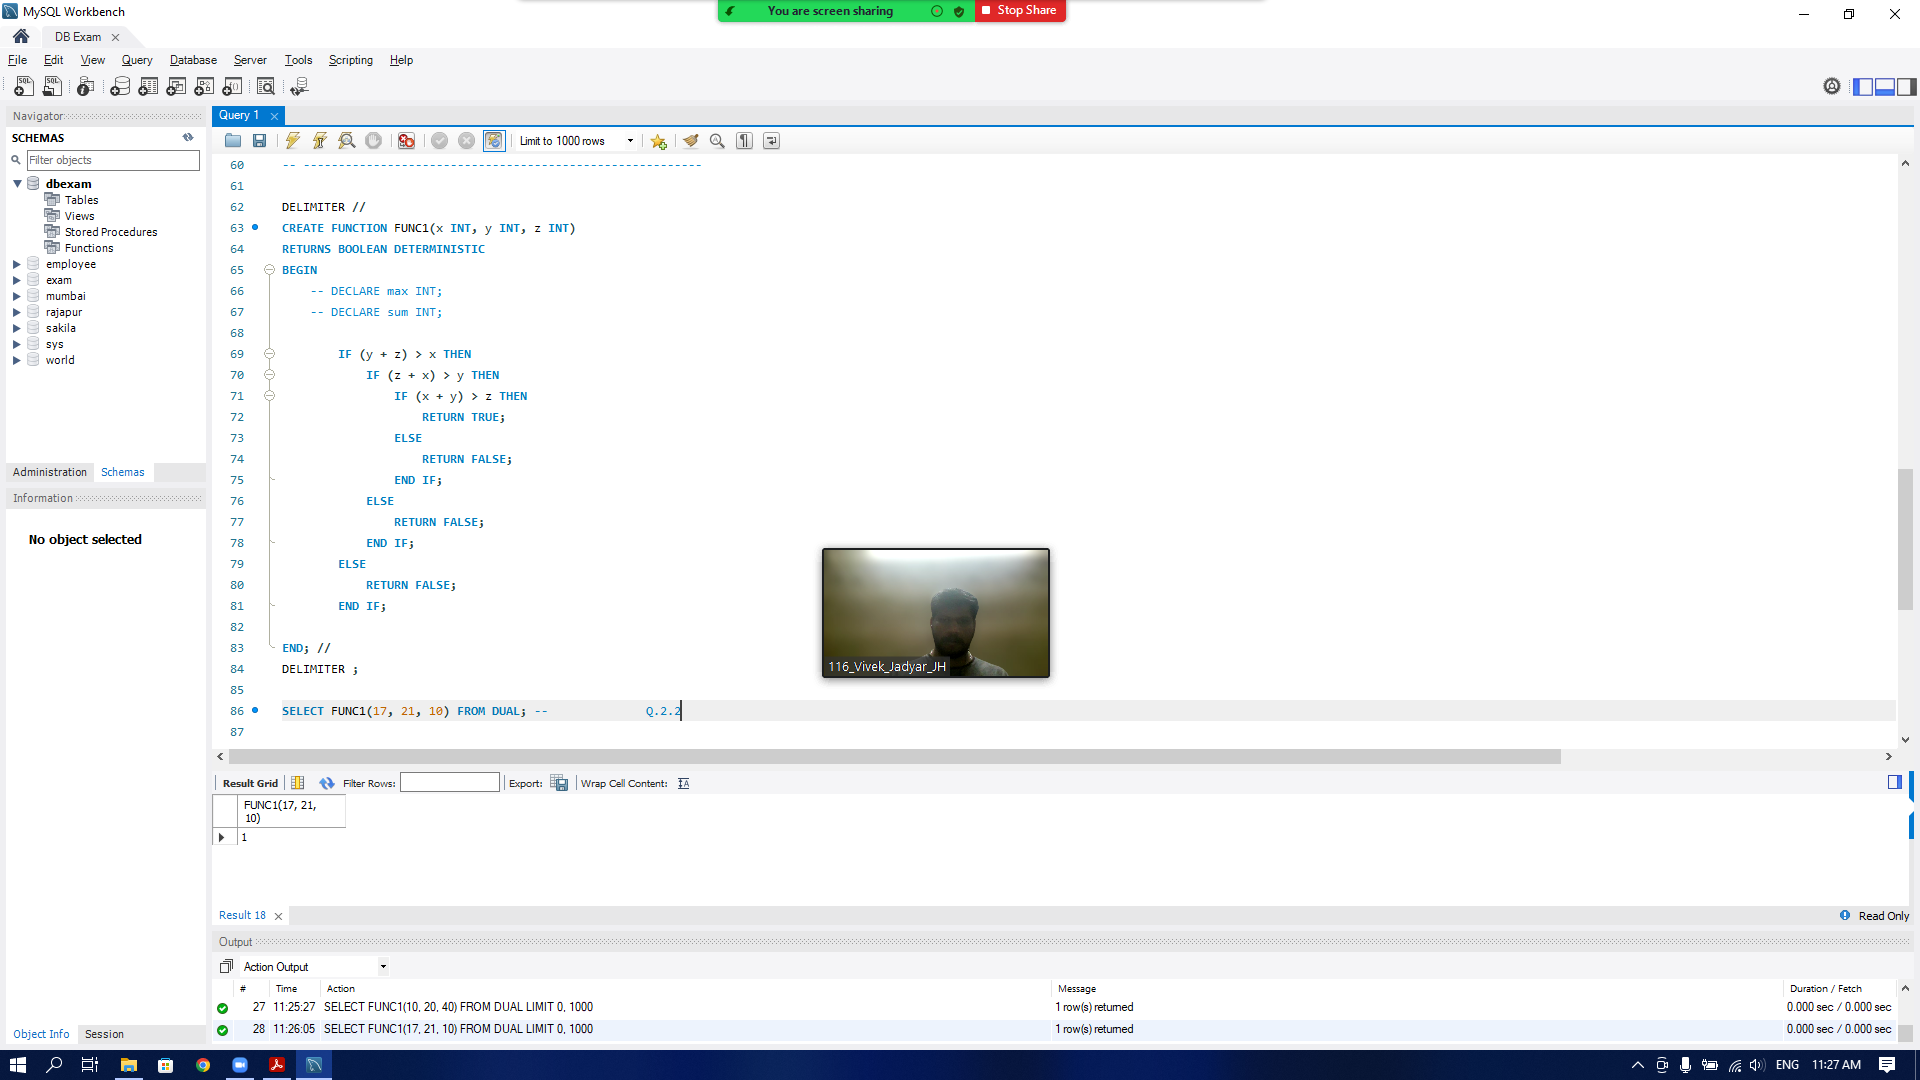 MySQL Workbench
You are screen sharing
Stop Share
DB Exam
File Edit View Query Database Server Tools Scripting Help
Navigator
SCHEMAS
Filter objects
dbexam
Tables
Views
Stored Procedures
Functions
employee
exam
mumbai
rajapur
sakila
sys
world
Administration Schemas
Information
No object selected
Object Info Session
Query 1
Limit to 1000 rows
60 -- ---------------------------------------------------------
61
62 DELIMITER //
63 CREATE FUNCTION FUNC1(x INT, y INT, z INT)
64 RETURNS BOOLEAN DETERMINISTIC
65 BEGIN
66 -- DECLARE max INT;
67 -- DECLARE sum INT;
68
69 IF (y + z) > x THEN
70 IF (z + x) > y THEN
71 IF (x + y) > z THEN
72 RETURN TRUE;
73 ELSE
74 RETURN FALSE;
75 END IF;
76 ELSE
77 RETURN FALSE;
78 END IF;
79 ELSE
80 RETURN FALSE;
81 END IF;
82
83 END; //
84 DELIMITER ;
85
86 SELECT FUNC1(17, 21, 10) FROM DUAL; -- Q.2.2
87
116_Vivek_Jadyar_JH
Result Grid Filter Rows: Export: Wrap Cell Content:
FUNC1(17, 21,
10)
1
Result 18
Read Only
Output
Action Output
# Time Action Message Duration / Fetch
27 11:25:27 SELECT FUNC1(10, 20, 40) FROM DUAL LIMIT 0, 1000 1 row(s) returned 0.000 sec / 0.000 sec
28 11:26:05 SELECT FUNC1(17, 21, 10) FROM DUAL LIMIT 0, 1000 1 row(s) returned 0.000 sec / 0.000 sec
ENG 11:27 AM